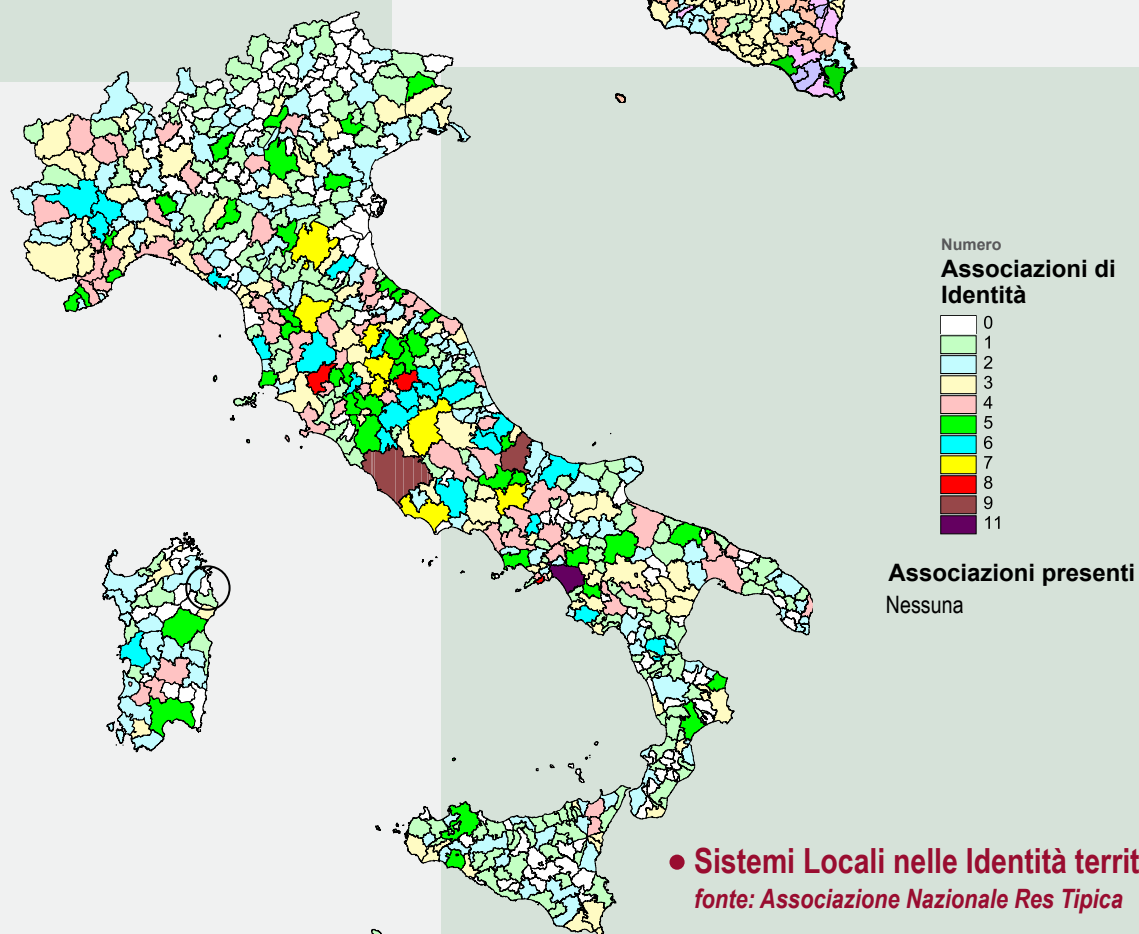 Numero
Associazioni di
Identità
0
1
2
3
4
5
6
7
8
9
11
Associazioni presenti
Nessuna
• Sistemi Locali nelle Identità territ
fonte: Associazione Nazionale Res Tipica